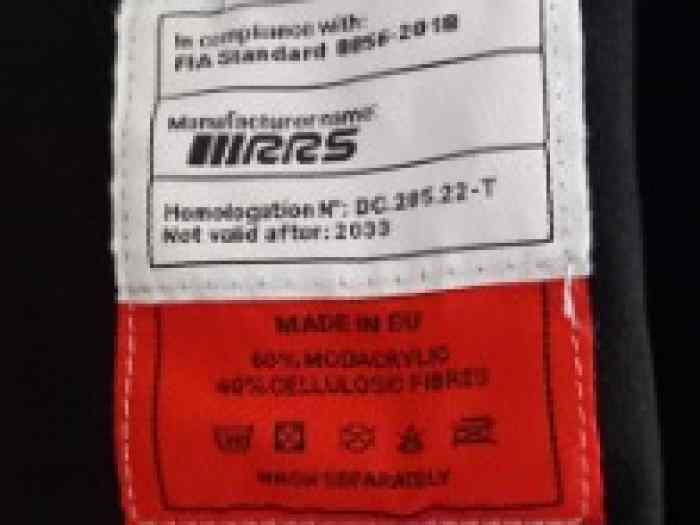 In compliance with:
FIA Standard 8856-2018
Manufacturer name:
RRS
Homologation N°: DC.285.22-T
Not valid after: 2033
MADE IN EU
60% MODACRYLIC
40% CELLULOSIC FIBRES
WASH SEPARATELY